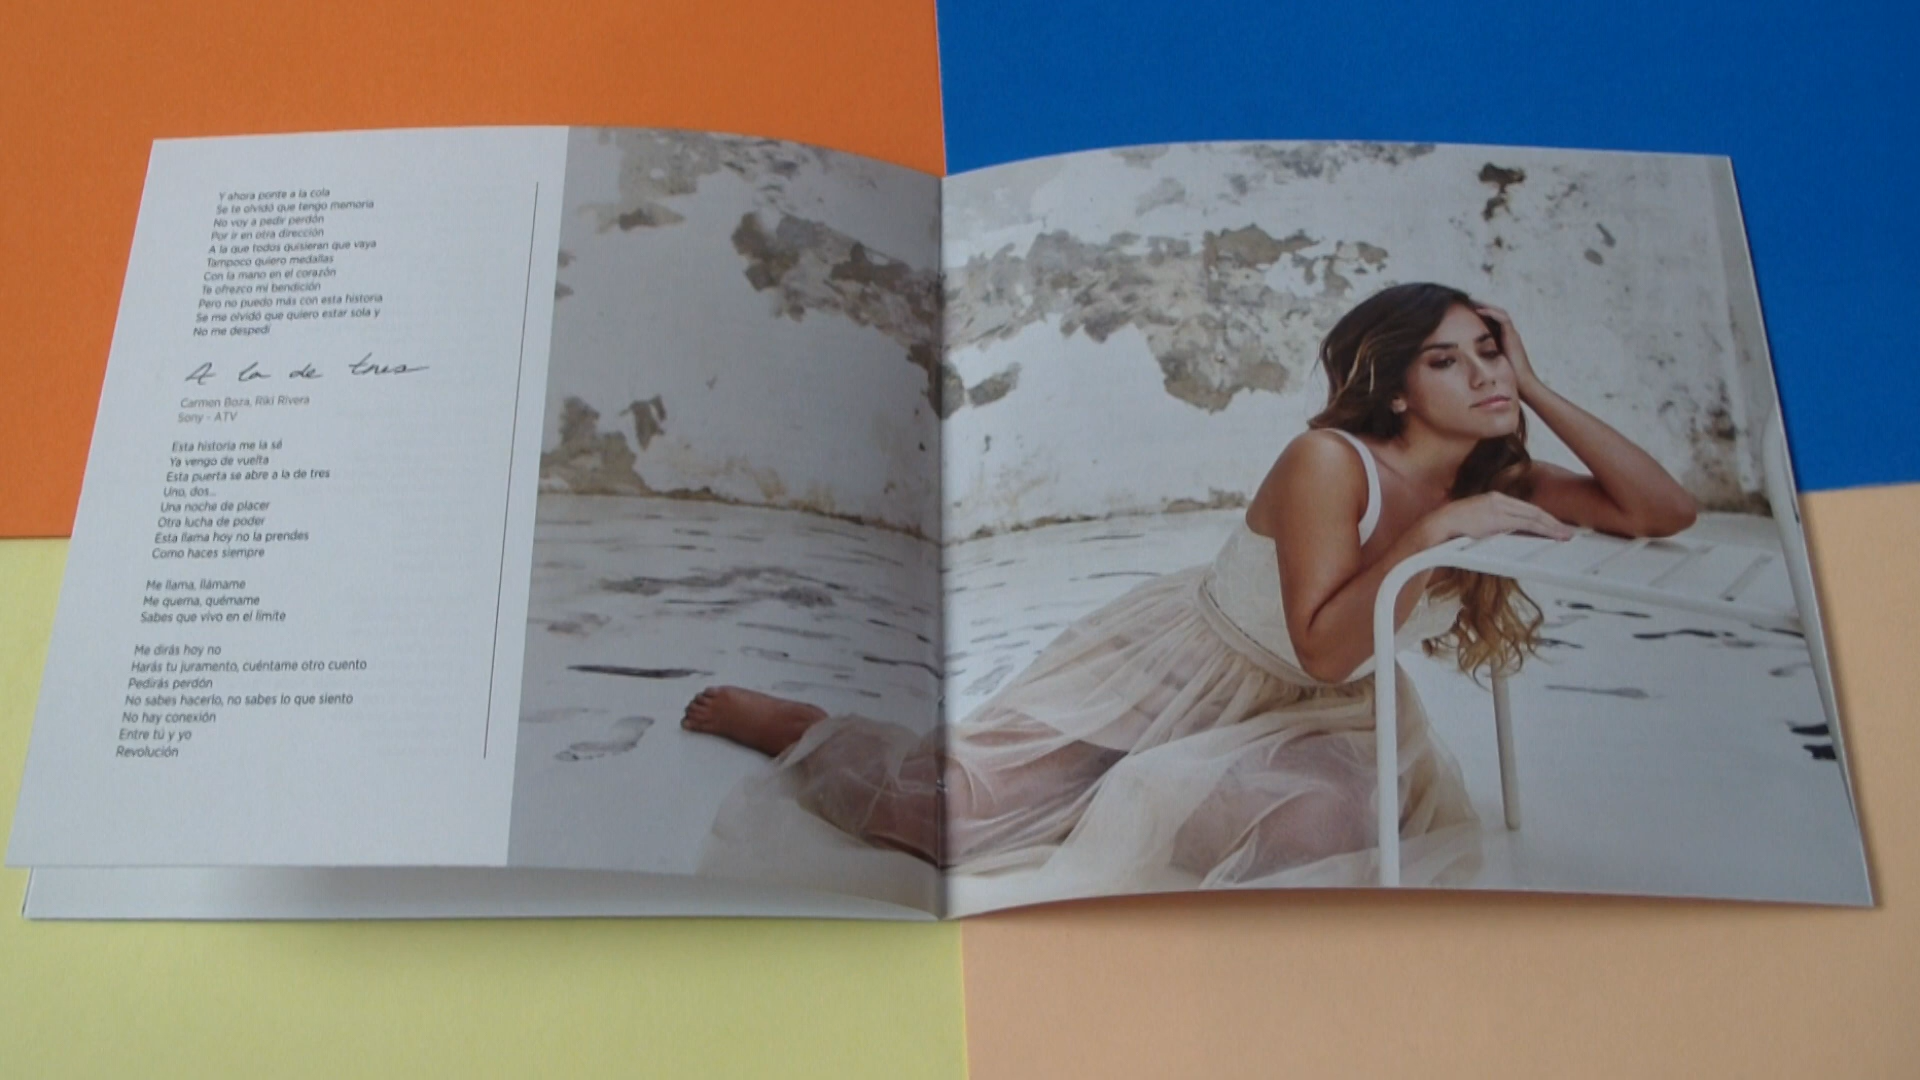 Y ahora ponte a la cola
Se te olvidó que tengo memoria
No voy a pedir perdón
Por ir en otra dirección
A la que todos quisieran que vaya
Tampoco quiero medallas
Con la mano en el corazón
Te ofrezco mi bendición
Pero no puedo más con esta historia
Se me olvidó que quiero estar sola y
No me despedí
A la de tres
Carmen Boza, Riki Rivera
Sony - ATV
Esta historia me la sé
Ya vengo de vuelta
Esta puerta se abre a la de tres
Uno, dos...
Una noche de placer
Otra lucha de poder
Esta llama hoy no la prendes
Como haces siempre
Me llama, llámame
Me quema, quémame
Sabes que vivo en el límite
Me dirás hoy no
Harás tu juramento, cuéntame otro cuento
Pedirás perdón
No sabes hacerlo, no sabes lo que siento
No hay conexión
Entre tú y yo
Revolución